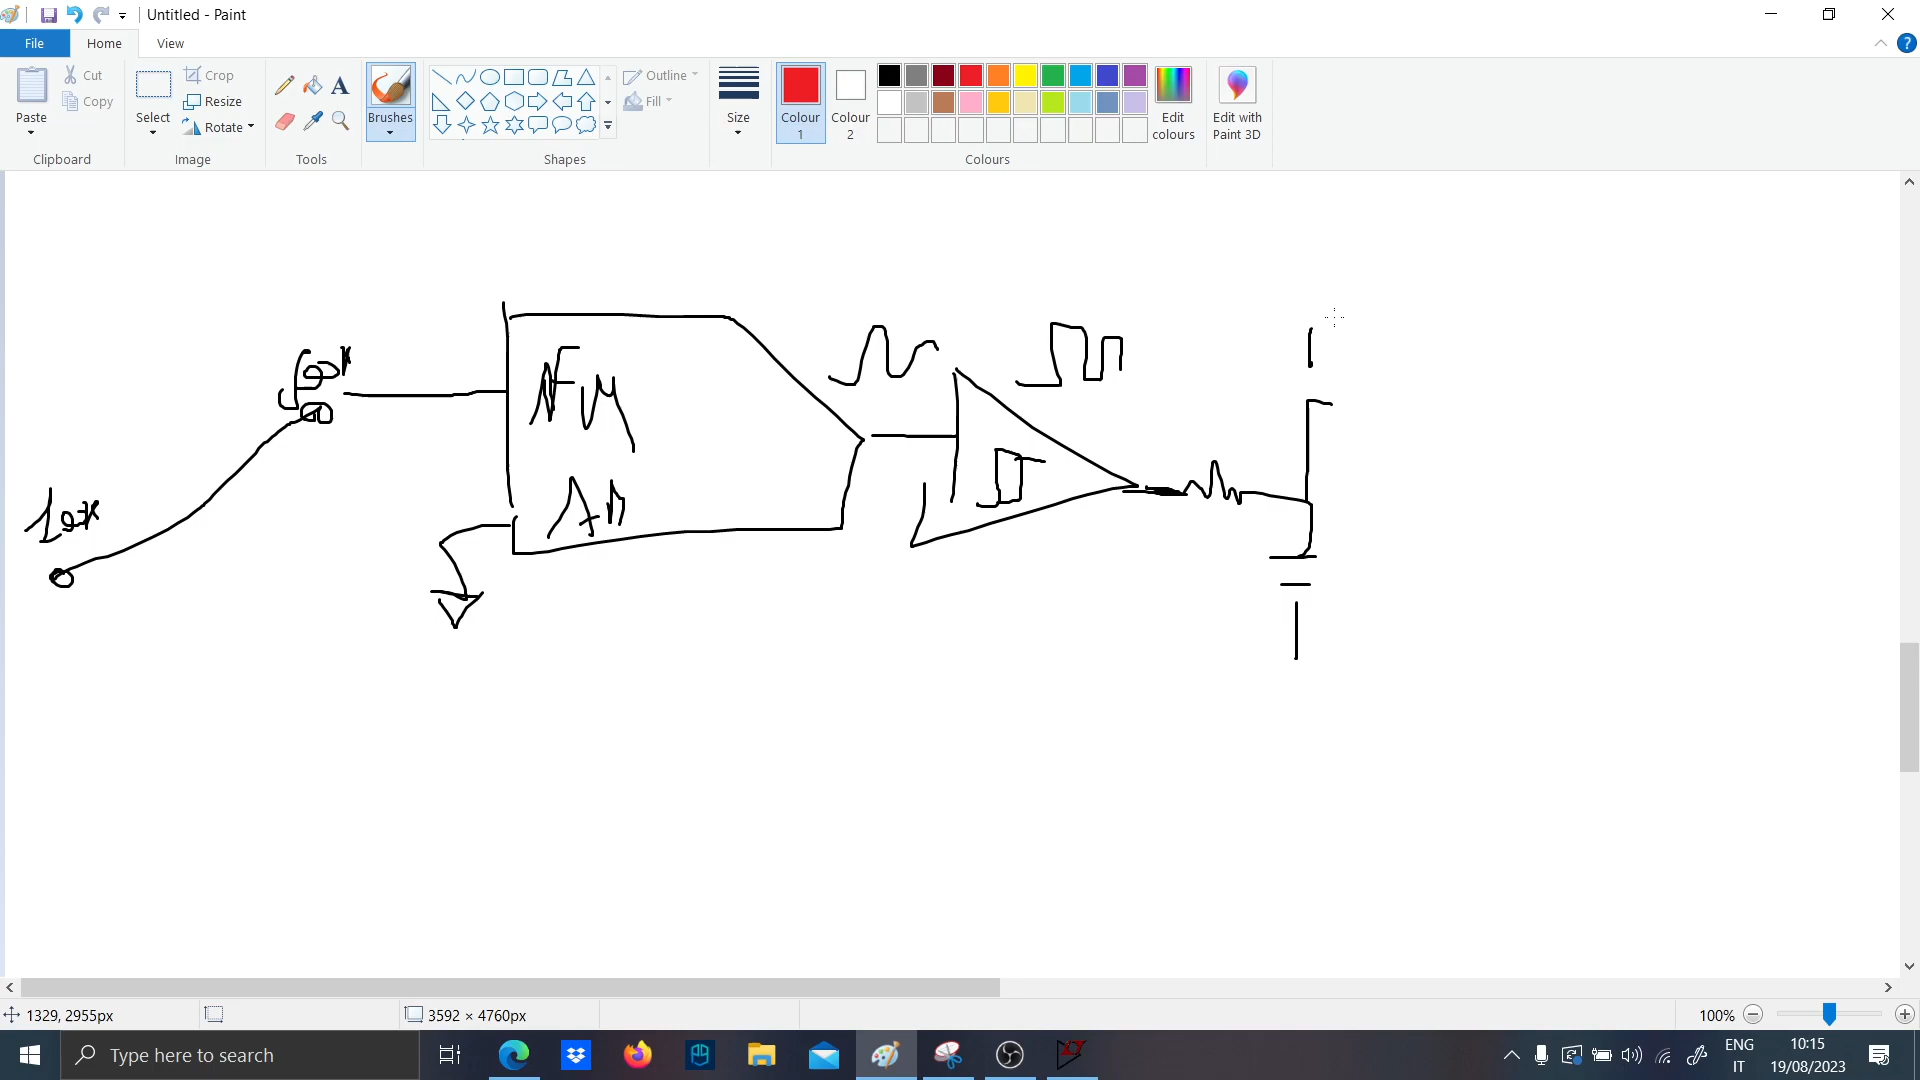 Untitled - Paint
File
Home
View
Paste
Cut
Copy
Clipboard
Select
Crop
Resize
Rotate
Image
Tools
Brushes
Shapes
Outline
Fill
Size
Colour
1
Colour
2
Edit
colours
Colours
Edit with
Paint 3D
1329, 2955px
3592 × 4760px
100%
Type here to search
ENG
IT
10:15
19/08/2023